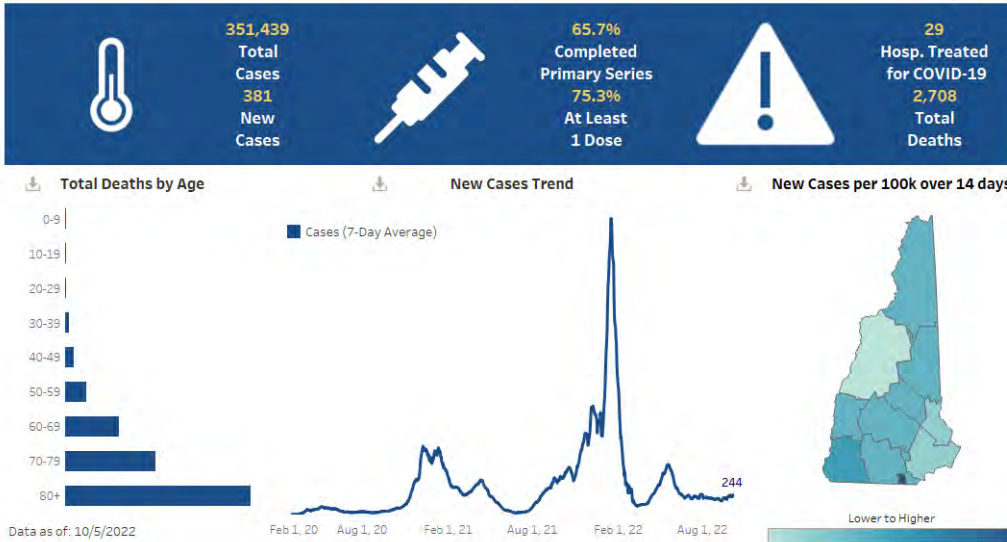 351,439
Total
Cases
381
New
Cases
65.7%
Completed
Primary Series
75.3%
At Least
1 Dose
29
Hosp. Treated
for COVID-19
2,708
Total
Deaths
Total Deaths by Age
0-9
10-19
20-29
30-39
40-49
50-59
60-69
70-79
80+
Data as of: 10/5/2022
New Cases Trend
Cases (7-Day Average)
244
Feb 1, 20 Aug 1, 20 Feb 1, 21 Aug 1, 21 Feb 1, 22 Aug 1, 22
New Cases per 100k over 14 days
Lower to Higher